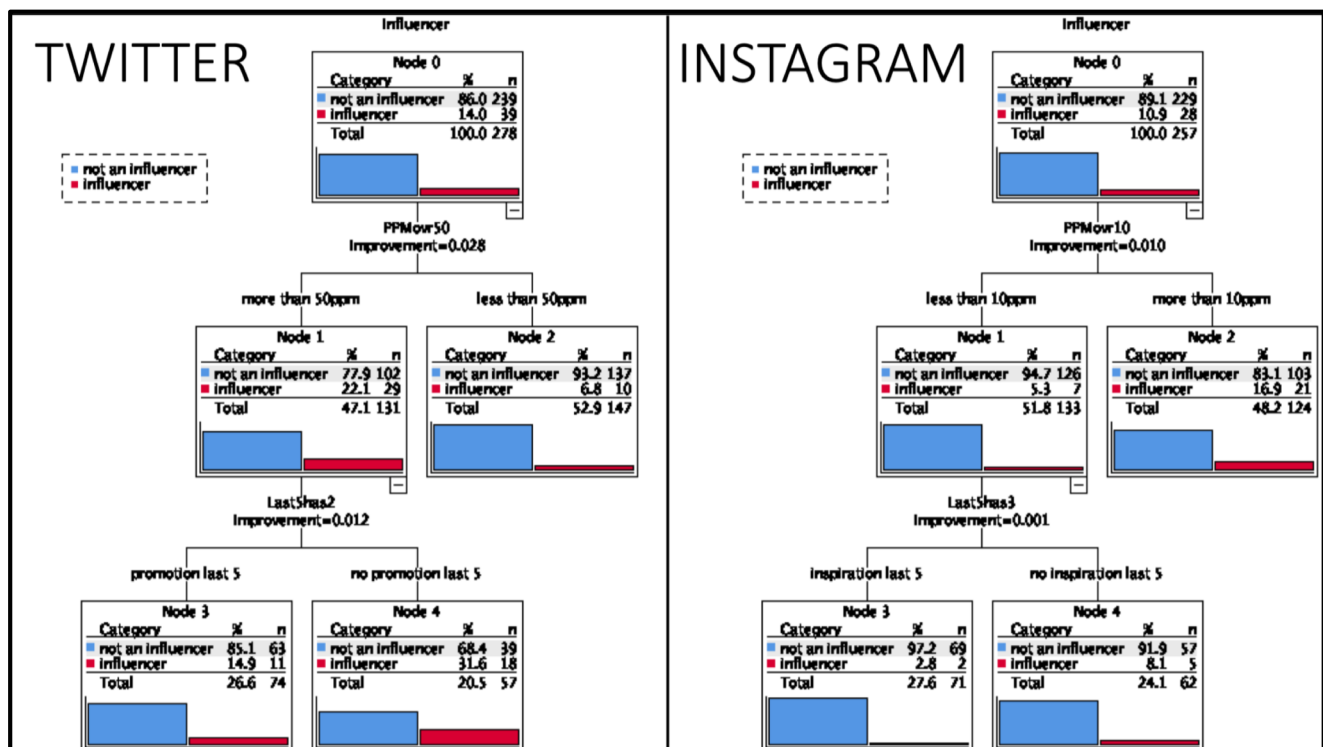 TWITTER
Influencer
Node 0
Category % n
not an influencer 86.0 239
influencer 14.0 39
Total 100.0 278
not an influencer
influencer
PPMovr50
Improvement=0.028
more than 50ppm
less than 50ppm
Node 1
Category % n
not an influencer 77.9 102
influencer 22.1 29
Total 47.1 131
Node 2
Category % n
not an influencer 93.2 137
influencer 6.8 10
Total 52.9 147
Last5has2
Improvement=0.012
promotion last 5
no promotion last 5
Node 3
Category % n
not an influencer 85.1 63
influencer 14.9 11
Total 26.6 74
Node 4
Category % n
not an influencer 68.4 39
influencer 31.6 18
Total 20.5 57
INSTAGRAM
Influencer
Node 0
Category % n
not an influencer 89.1 229
influencer 10.9 28
Total 100.0 257
not an influencer
influencer
PPMovr10
Improvement=0.010
less than 10ppm
more than 10ppm
Node 1
Category % n
not an influencer 94.7 126
influencer 5.3 7
Total 51.8 133
Node 2
Category % n
not an influencer 83.1 103
influencer 16.9 21
Total 48.2 124
Last5has3
Improvement=0.001
inspiration last 5
no inspiration last 5
Node 3
Category % n
not an influencer 97.2 69
influencer 2.8 2
Total 27.6 71
Node 4
Category % n
not an influencer 91.9 57
influencer 8.1 5
Total 24.1 62